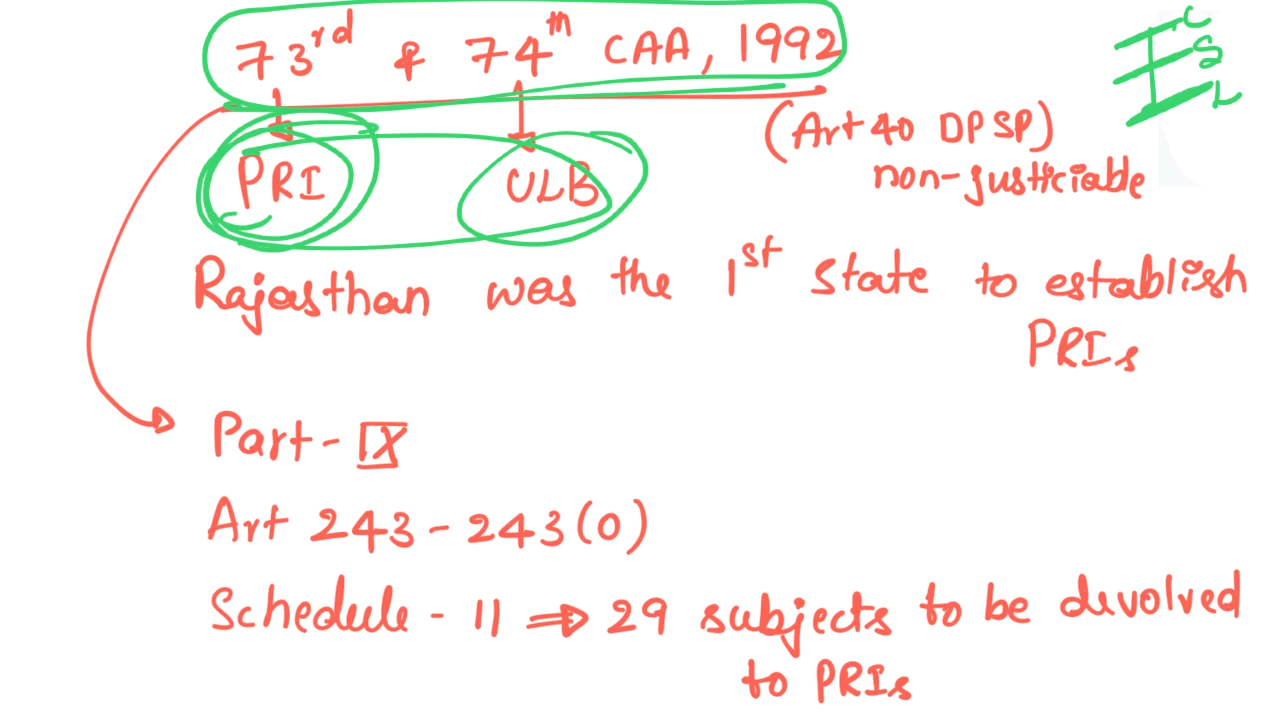 73rd & 74th CAA, 1992
C
S
L
PRI ULB
(Art 40 DPSP)
non-justiciable
Rajasthan was the 1st state to establish
PRIs
Part - IX
Art 243 - 243(O)
Schedule - 11 ⇒ 29 subjects to be devolved
to PRIs